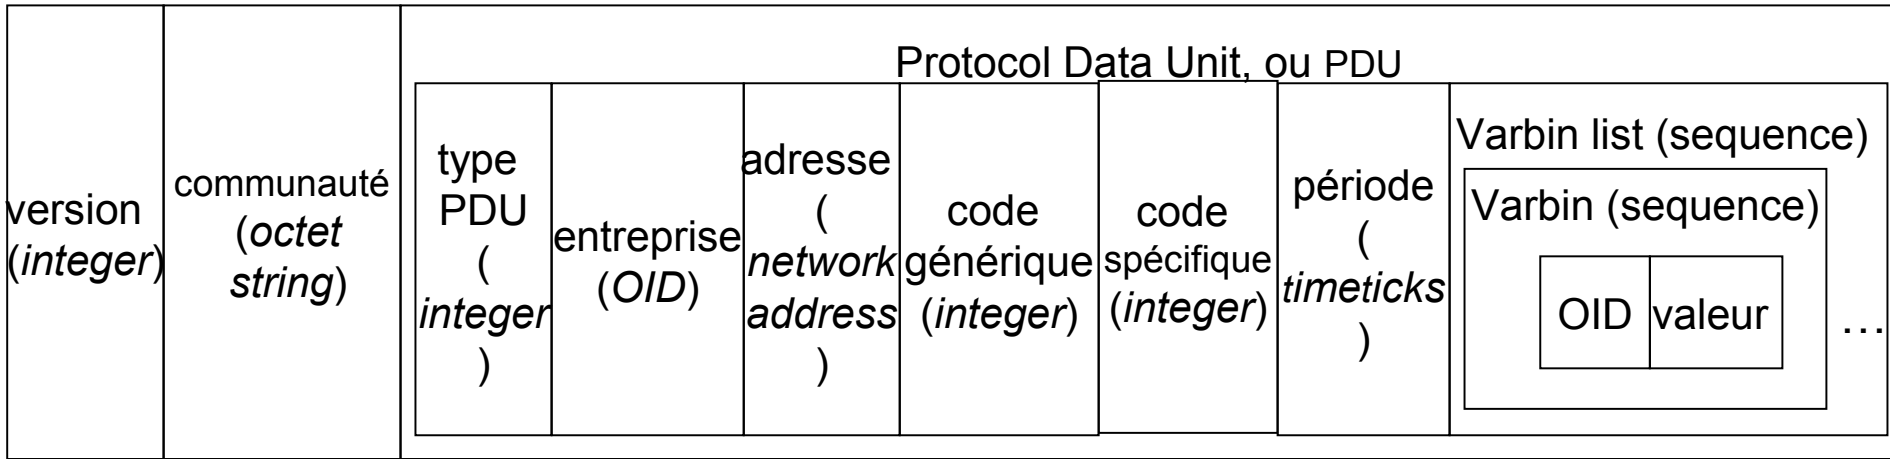 Protocol Data Unit, ou PDU
version
(integer)
communauté
(octet
string)
type
PDU
(
integer
)
entreprise
(OID)
adresse
(
network
address
)
code
générique
(integer)
code
spécifique
(integer)
période
(
timeticks
)
Varbin list (sequence)
Varbin (sequence)
OID valeur
…